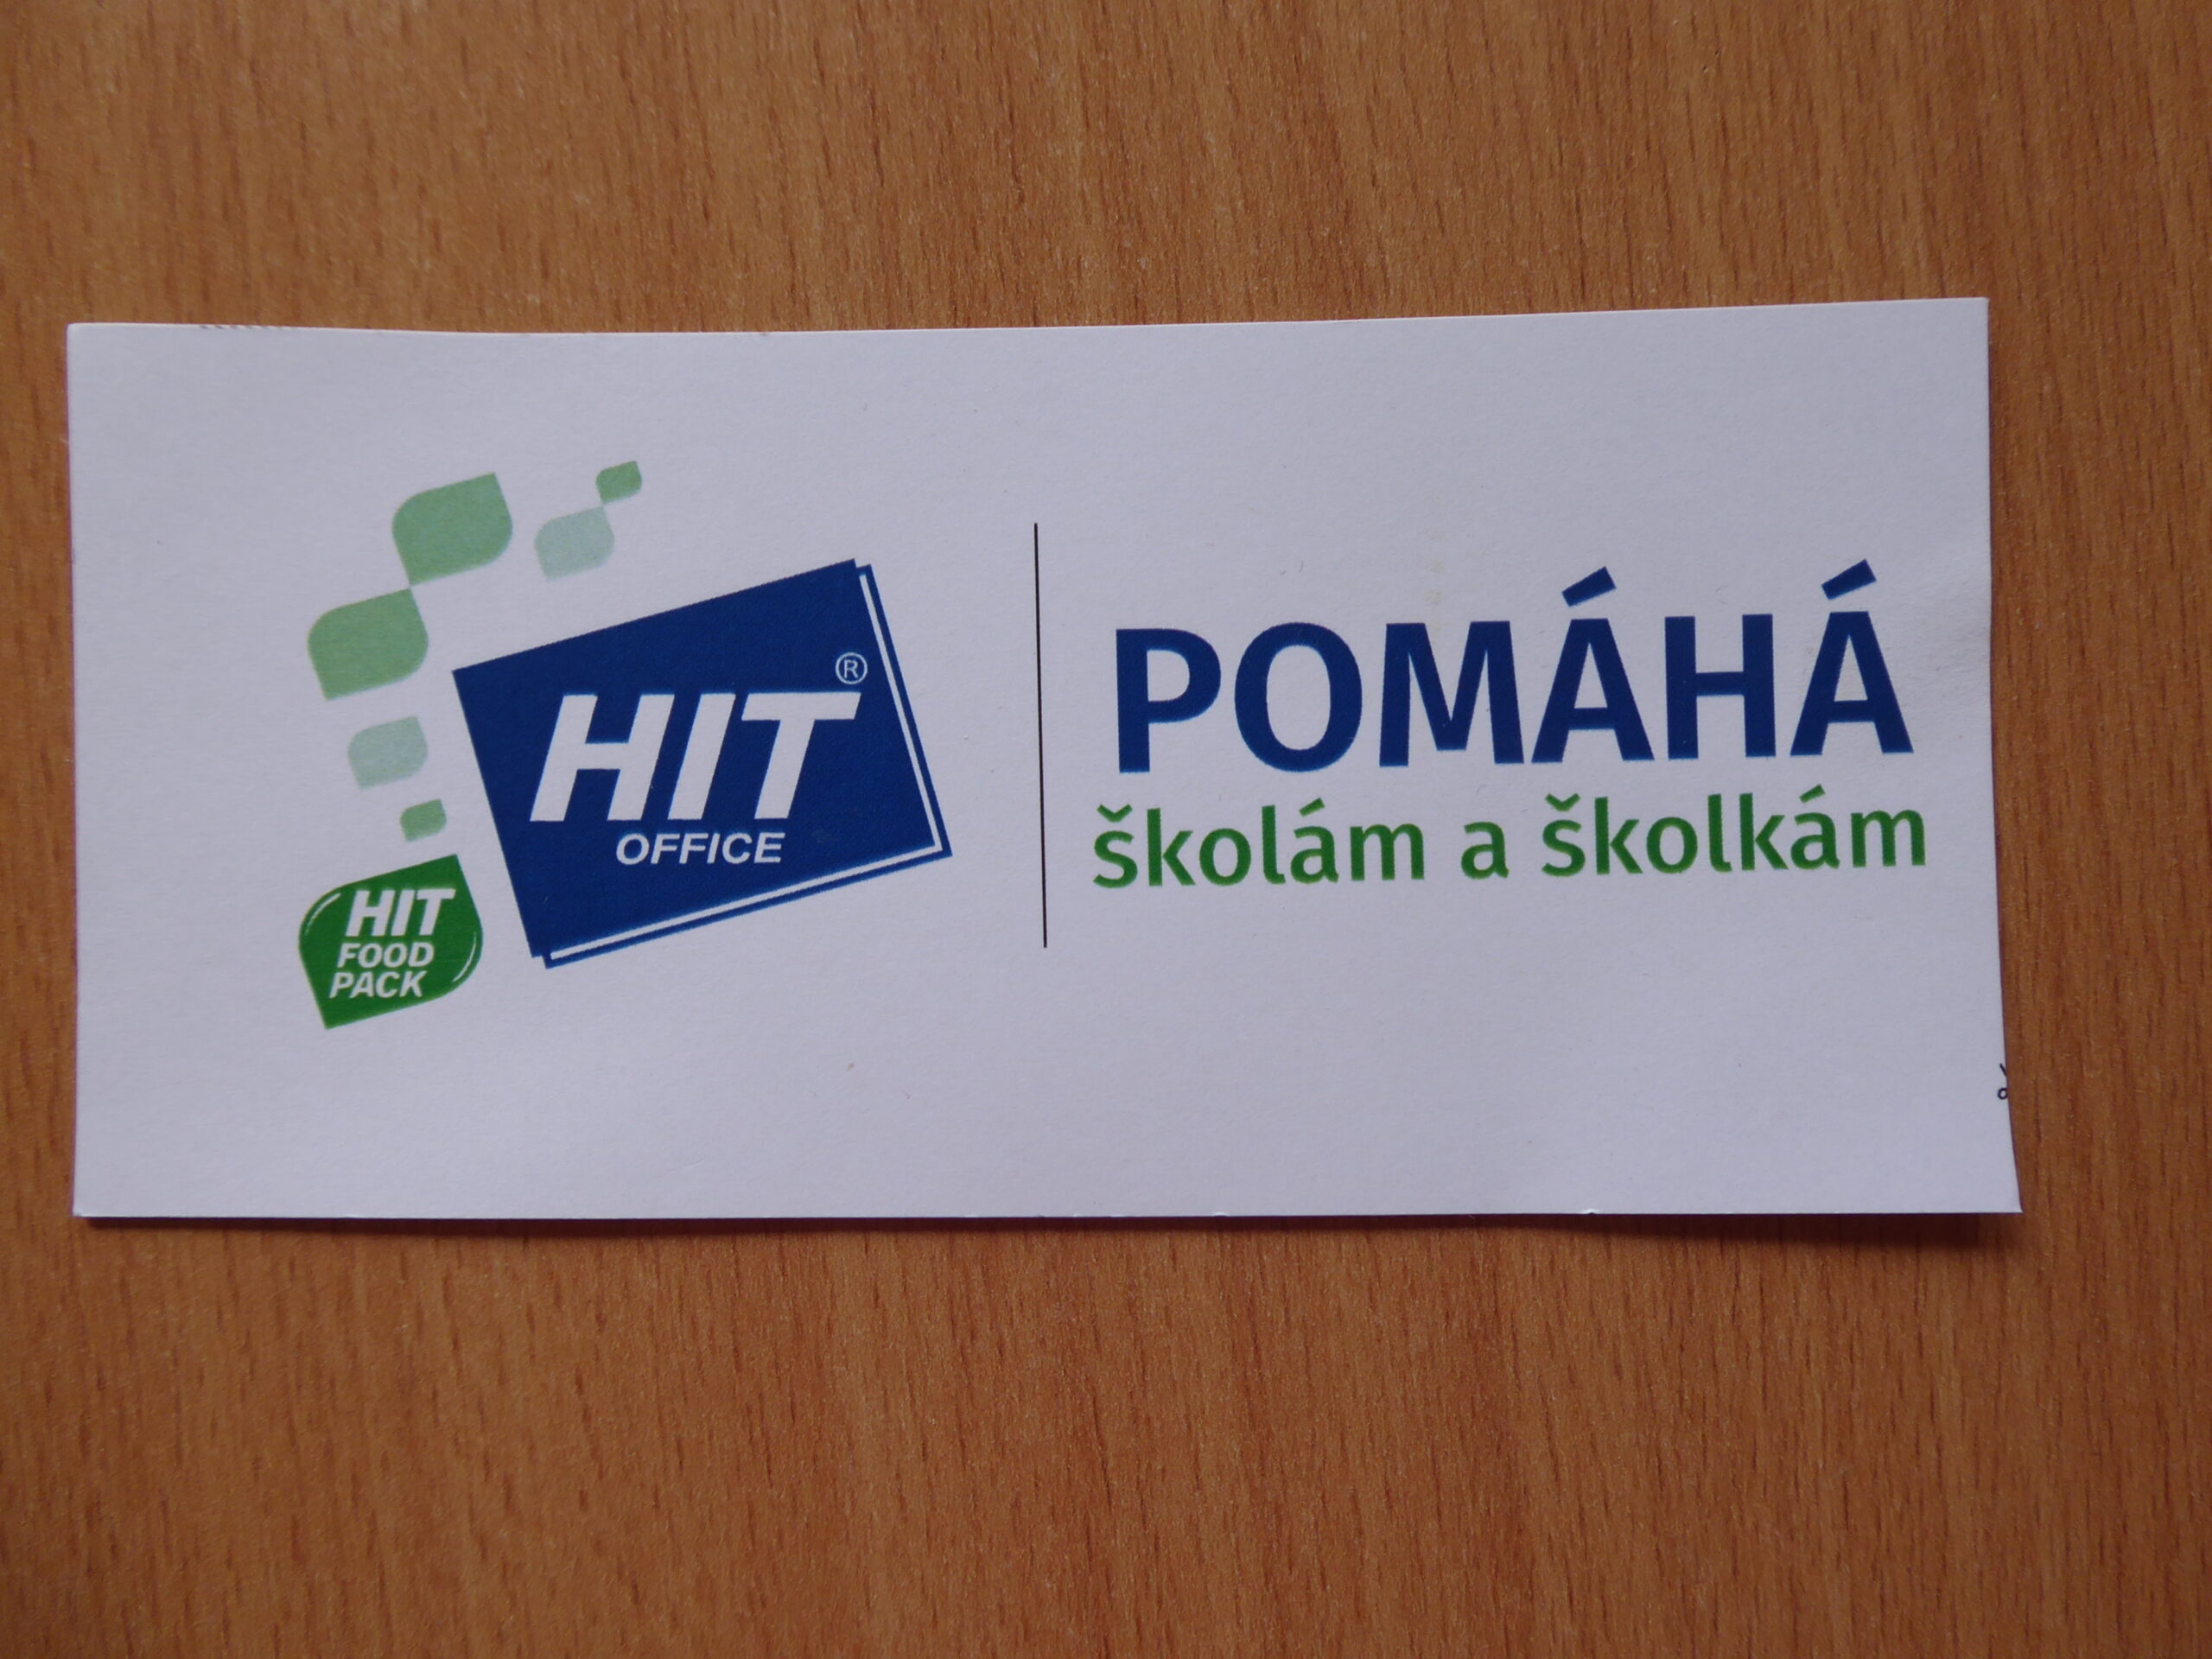 HIT®
OFFICE
HIT
FOOD
PACK
POMÁHÁ
školám a školkám